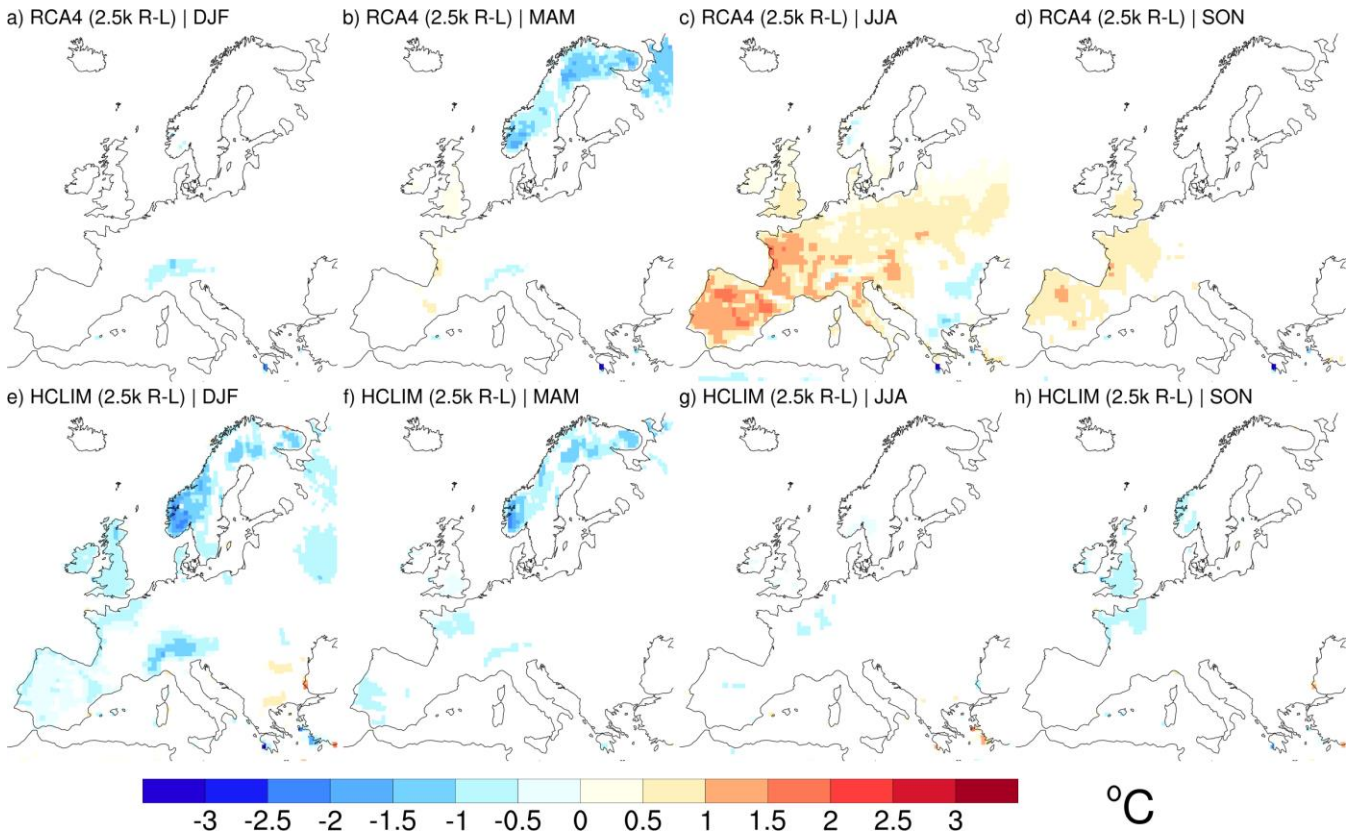 a) RCA4 (2.5k R-L) | DJF
b) RCA4 (2.5k R-L) | MAM
c) RCA4 (2.5k R-L) | JJA
d) RCA4 (2.5k R-L) | SON
e) HCLIM (2.5k R-L) | DJF
f) HCLIM (2.5k R-L) | MAM
g) HCLIM (2.5k R-L) | JJA
h) HCLIM (2.5k R-L) | SON
-3 -2.5 -2 -1.5 -1 -0.5 0 0.5 1 1.5 2 2.5 3
°C